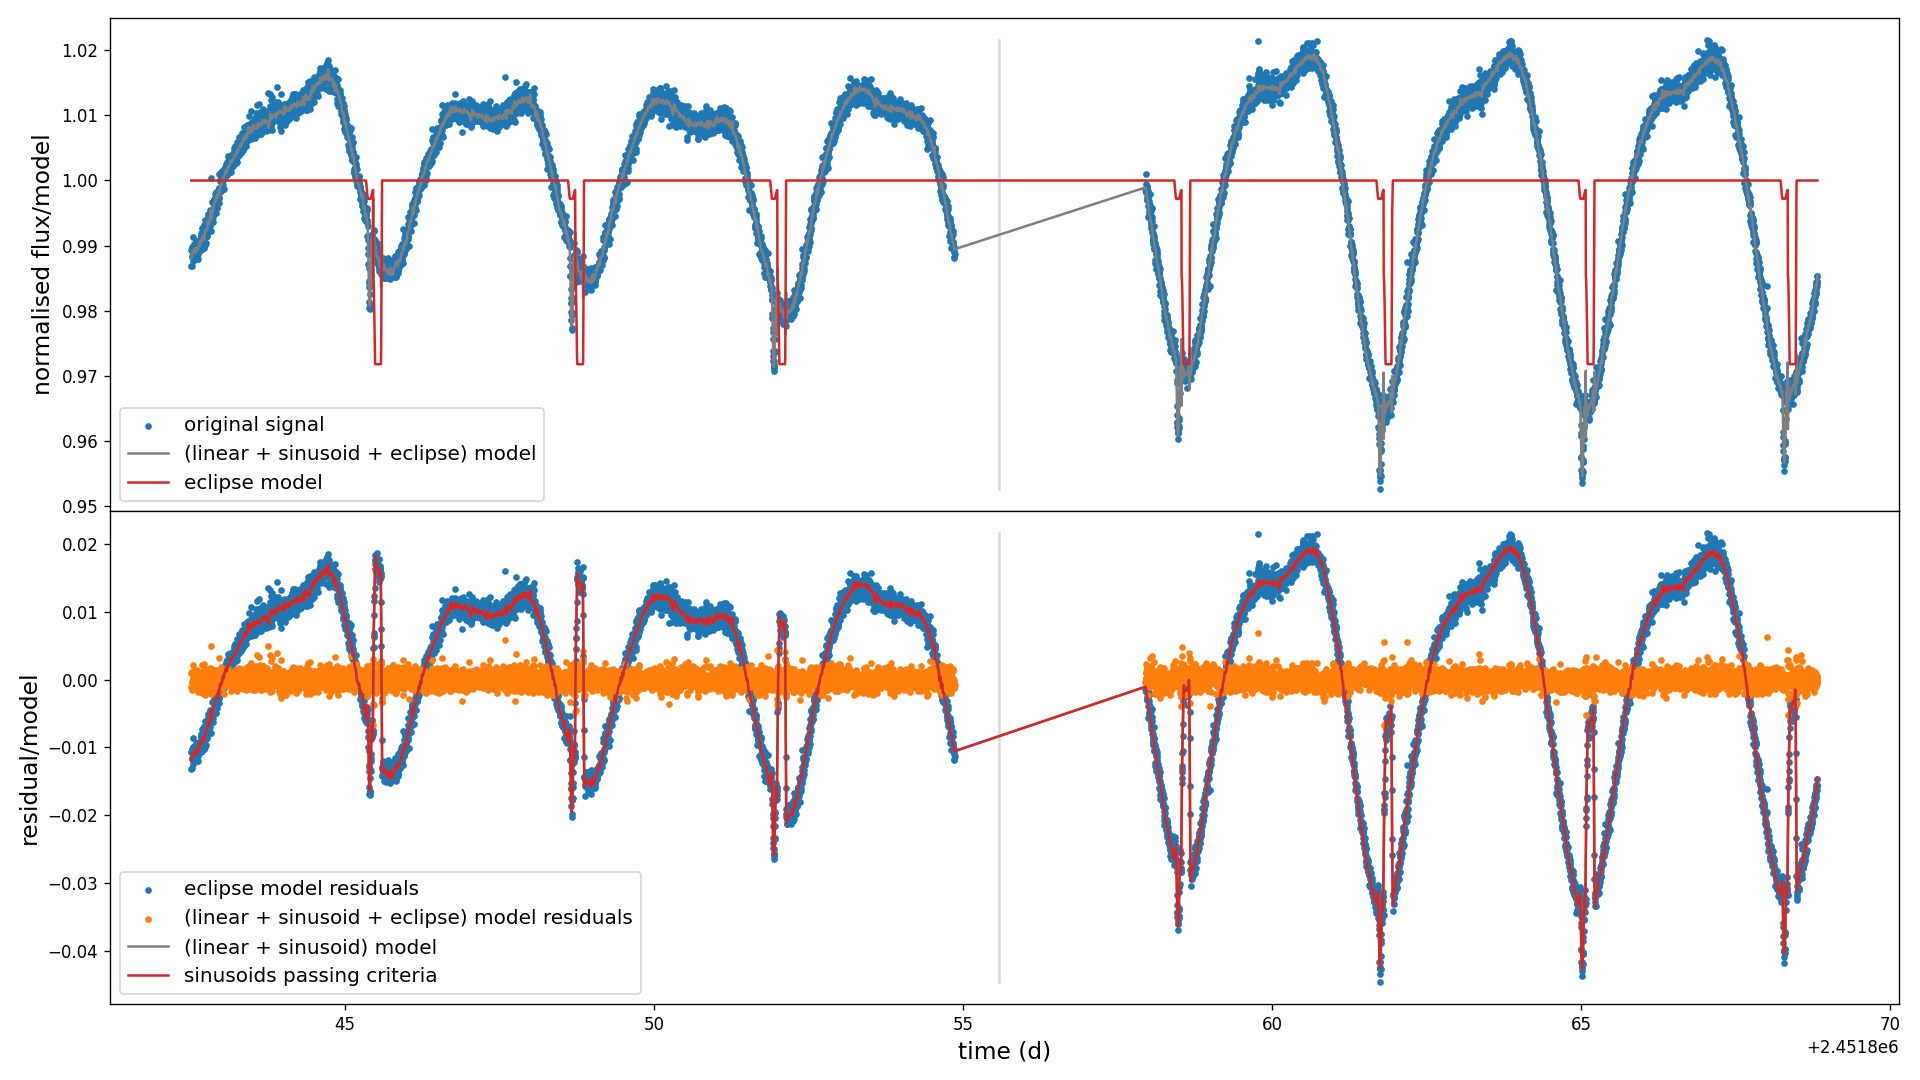 normalised flux/model
1.02
1.01
1.00
0.99
0.98
0.97
0.96
0.95
original signal
(linear + sinusoid + eclipse) model
eclipse model
residual/model
0.02
0.01
0.00
−0.01
−0.02
−0.03
−0.04
eclipse model residuals
(linear + sinusoid + eclipse) model residuals
(linear + sinusoid) model
sinusoids passing criteria
45 50 55 60 65 70
time (d)
+2.4518e6